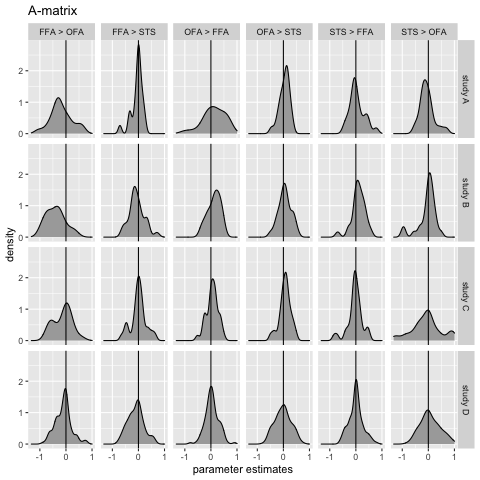 A-matrix
FFA > OFA FFA > STS OFA > FFA OFA > STS STS > FFA STS > OFA
2
1
0
study A
2
1
0
study B
density
2
1
0
study C
2
1
0
study D
-1 0 1 -1 0 1 -1 0 1 -1 0 1 -1 0 1 -1 0 1
parameter estimates